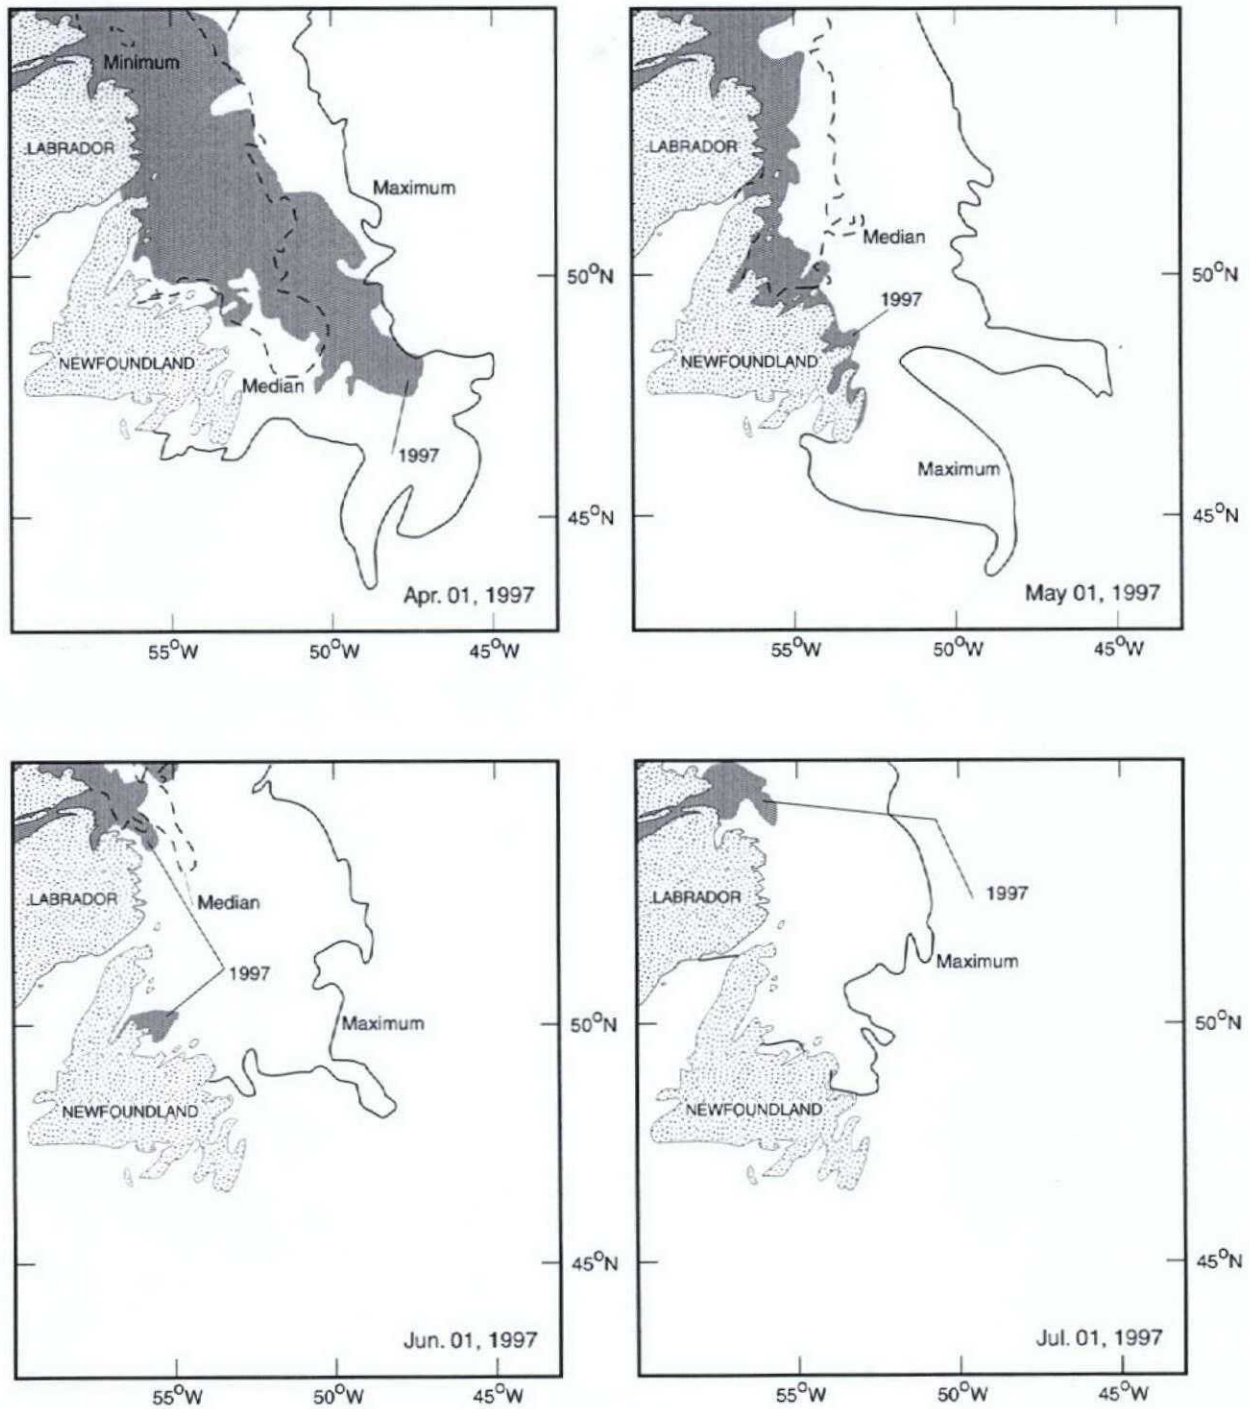 Minimum
LABRADOR
Maximum
50°N
NEWFOUNDLAND
Median
1997
45°N
Apr. 01, 1997
55°W 50°W 45°W
LABRADOR
Median
50°N
1997
NEWFOUNDLAND
Maximum
45°N
May 01, 1997
55°W 50°W 45°W
LABRADOR
Median
1997
Maximum
50°N
NEWFOUNDLAND
45°N
Jun. 01, 1997
55°W 50°W 45°W
LABRADOR
1997
Maximum
50°N
NEWFOUNDLAND
45°N
Jul. 01, 1997
55°W 50°W 45°W